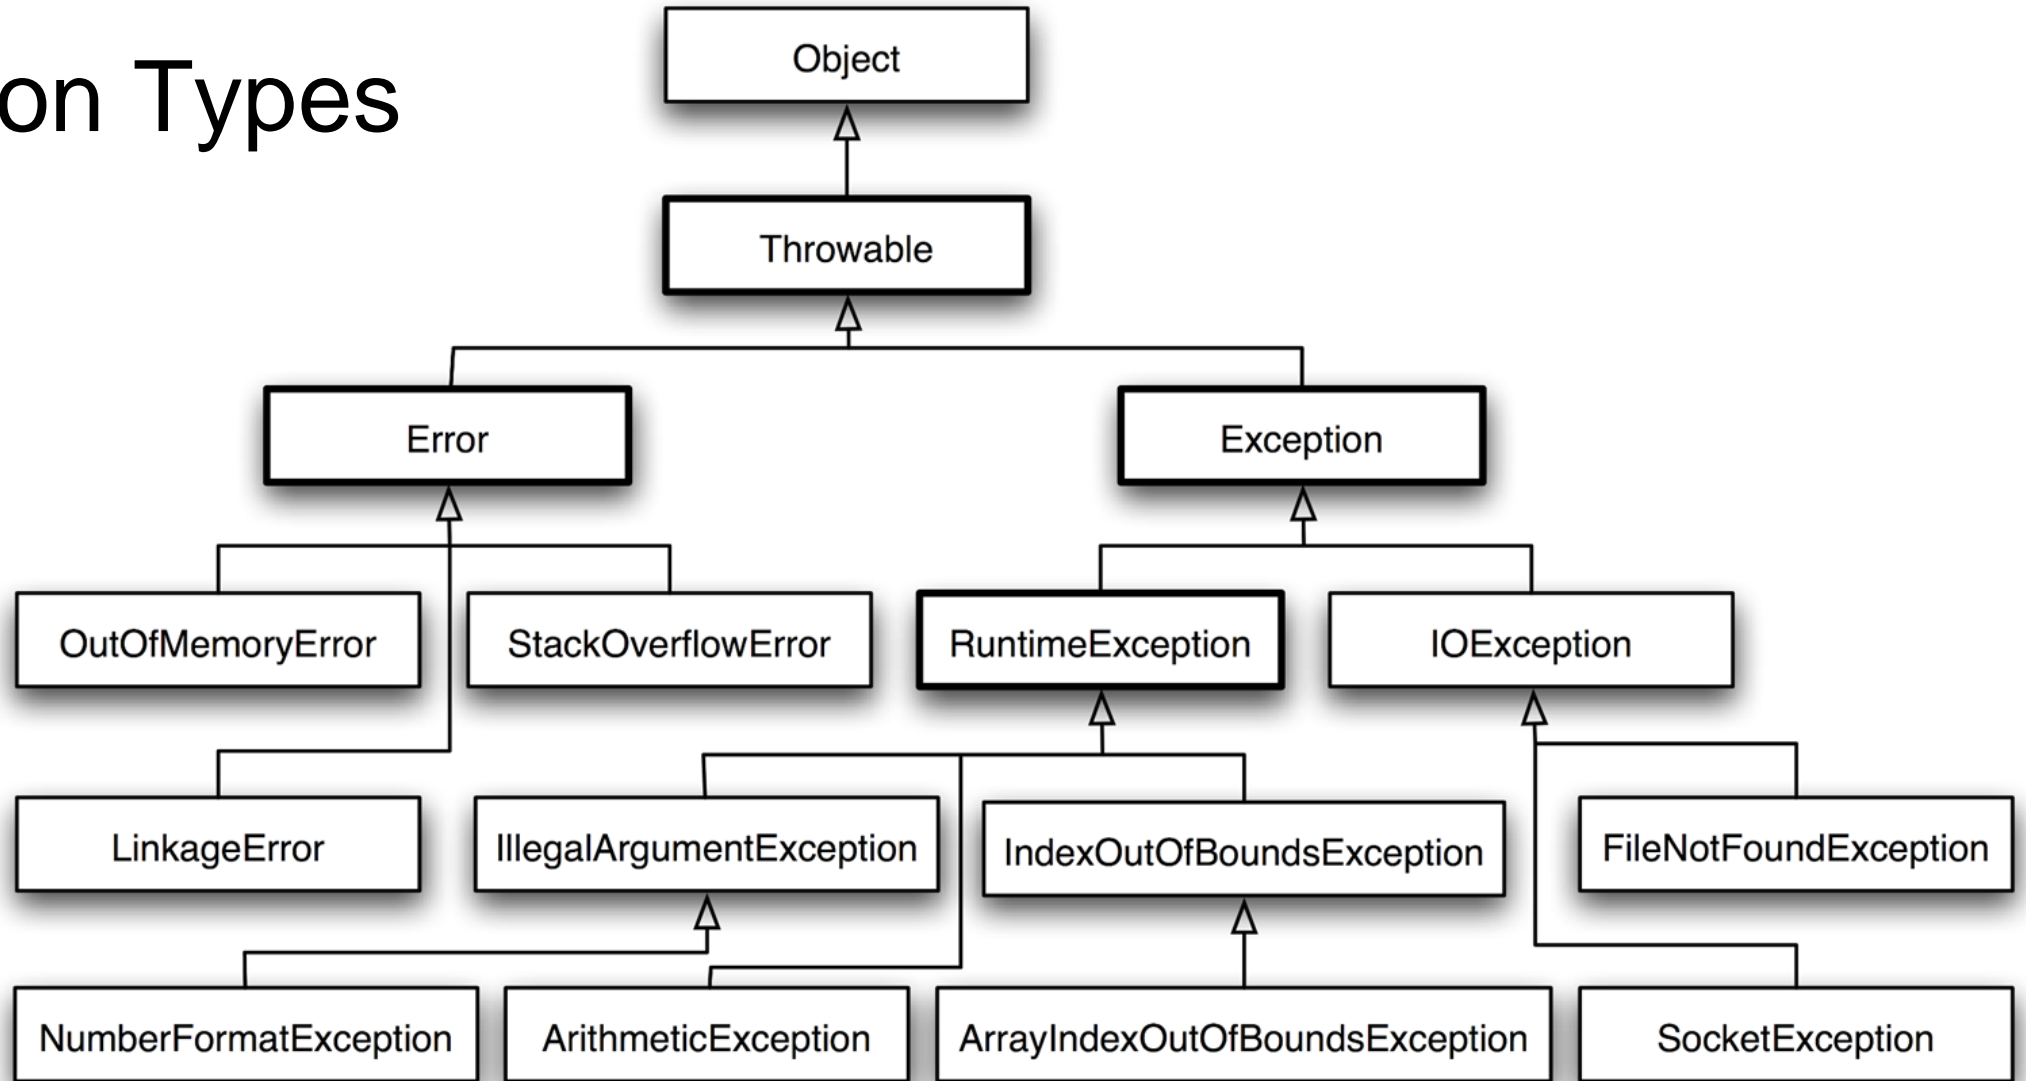 Object
on Types
Throwable
Error
Exception
OutOfMemoryError
StackOverflowError
RuntimeException
IOException
LinkageError
IllegalArgumentException
IndexOutOfBoundsException
FileNotFoundException
NumberFormatException
ArithmeticException
ArrayIndexOutOfBoundsException
SocketException